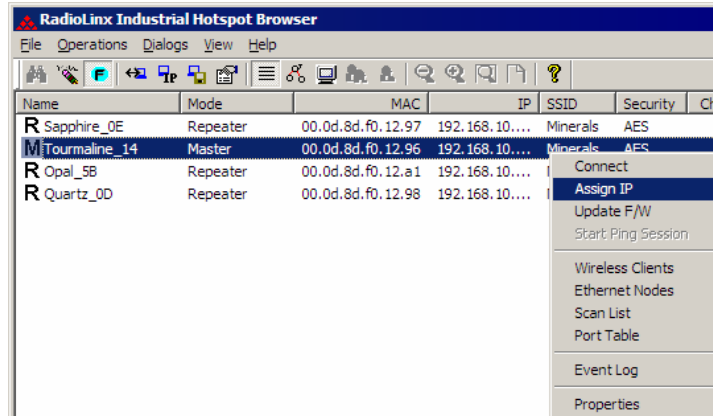 RadioLinx Industrial Hotspot Browser
File Operations Dialogs View Help
F IP ?
Name Mode MAC IP SSID Security Ch
R Sapphire_0E Repeater 00.0d.8d.f0.12.97 192.168.10.... Minerals AES
M Tourmaline_14 Master 00.0d.8d.f0.12.96 192.168.10.... Minerals AES
R Opal_5B Repeater 00.0d.8d.f0.12.a1 192.168.10....
R Quartz_0D Repeater 00.0d.8d.f0.12.98 192.168.10....
Connect
Assign IP
Update F/W
Start Ping Session
Wireless Clients
Ethernet Nodes
Scan List
Port Table
Event Log
Properties